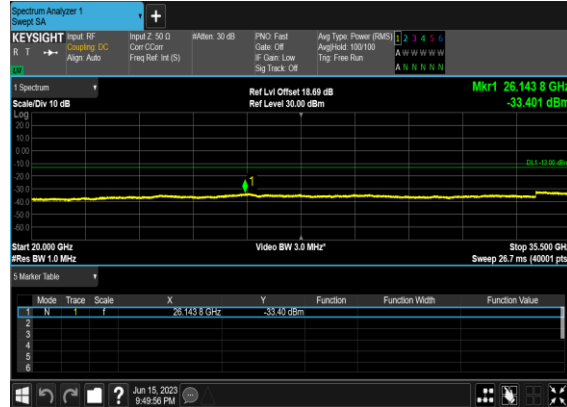 Spectrum Analyzer 1
Swept SA
+
KEYSIGHT Input: RF Input Z: 50 Ω #Atten: 30 dB PNO: Fast Avg Type: Power (RMS) 1 2 3 4 5 6
R T Coupling: DC Corr CCorr Gate: Off Avg|Hold: 100/100 A W W W W W
Align: Auto Freq Ref: Int (S) IF Gain: Low Trig: Free Run
Sig Track: Off A N N N N N
1 Spectrum Ref Lvl Offset 18.69 dB Mkr1 26.143 8 GHz
Scale/Div 10 dB Ref Level 30.00 dBm -33.401 dBm
Log
20.0
10.0
0.00
-10.0
DL1 -13.00 dBm
-20.0
1
-30.0
-40.0
-50.0
-60.0
Start 20.000 GHz Video BW 3.0 MHz* Stop 35.500 GHz
#Res BW 1.0 MHz Sweep 26.7 ms (40001 pts
5 Marker Table
Mode Trace Scale X Y Function Function Width Function Value
1 N 1 f 26.143 8 GHz -33.40 dBm
2
3
4
5
6
? Jun 15, 2023
9:49:56 PM